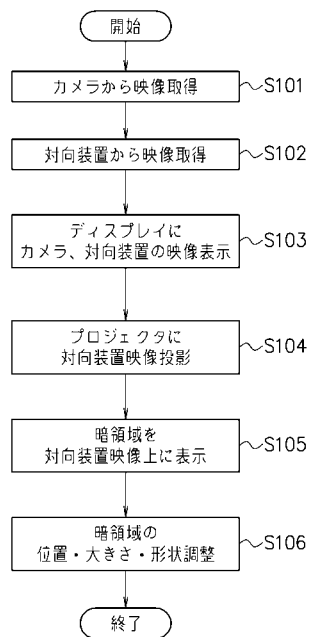 開始
カメラから映像取得
S101
対向装置から映像取得
S102
ディスプレイに
カメラ、対向装置の映像表示
S103
プロジェクタに
対向装置映像投影
S104
暗領域を
対向装置映像上に表示
S105
暗領域の
位置・大きさ・形状調整
S106
終了